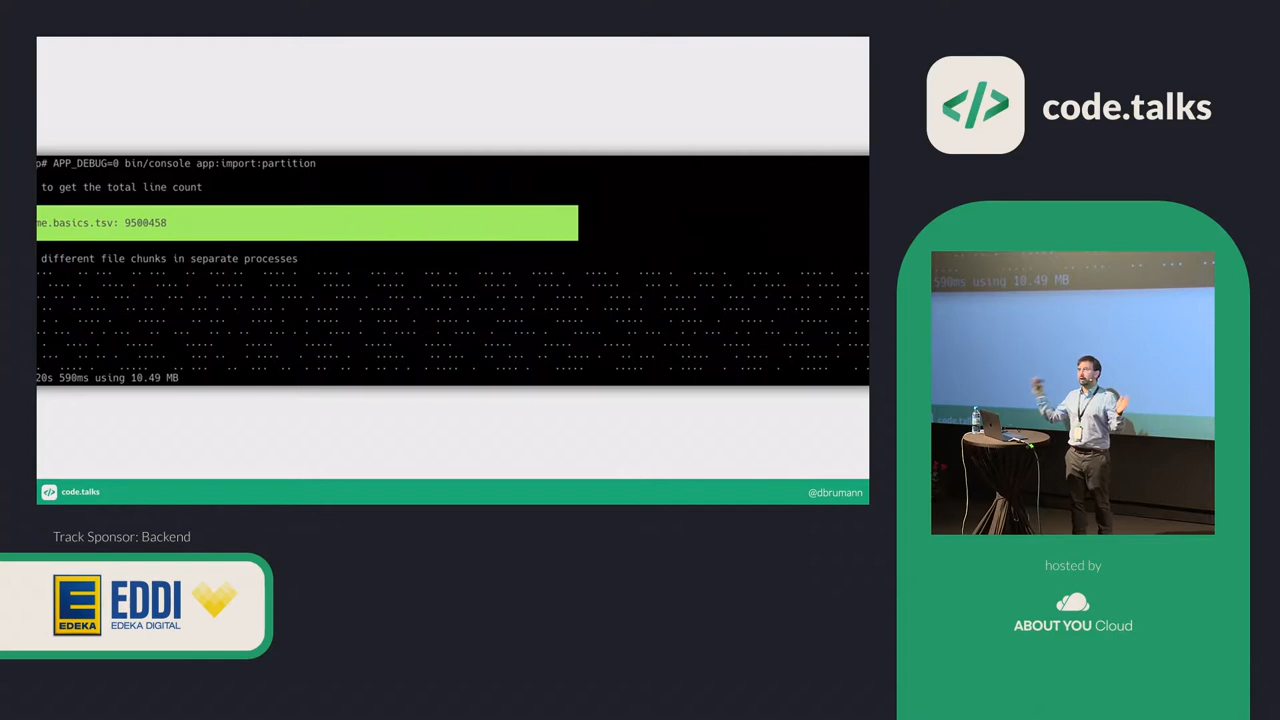 p# APP_DEBUG=0 bin/console app:import:partition
to get the total line count
me.basics.tsv: 9500458
different file chunks in separate processes
20s 590ms using 10.49 MB
code.talks
@dbrumann
Track Sponsor: Backend
E
EDEKA
EDDI
EDEKA DIGITAL
</>
code.talks
590ms using 10.49 MB
code.talks
hosted by
ABOUT YOU Cloud